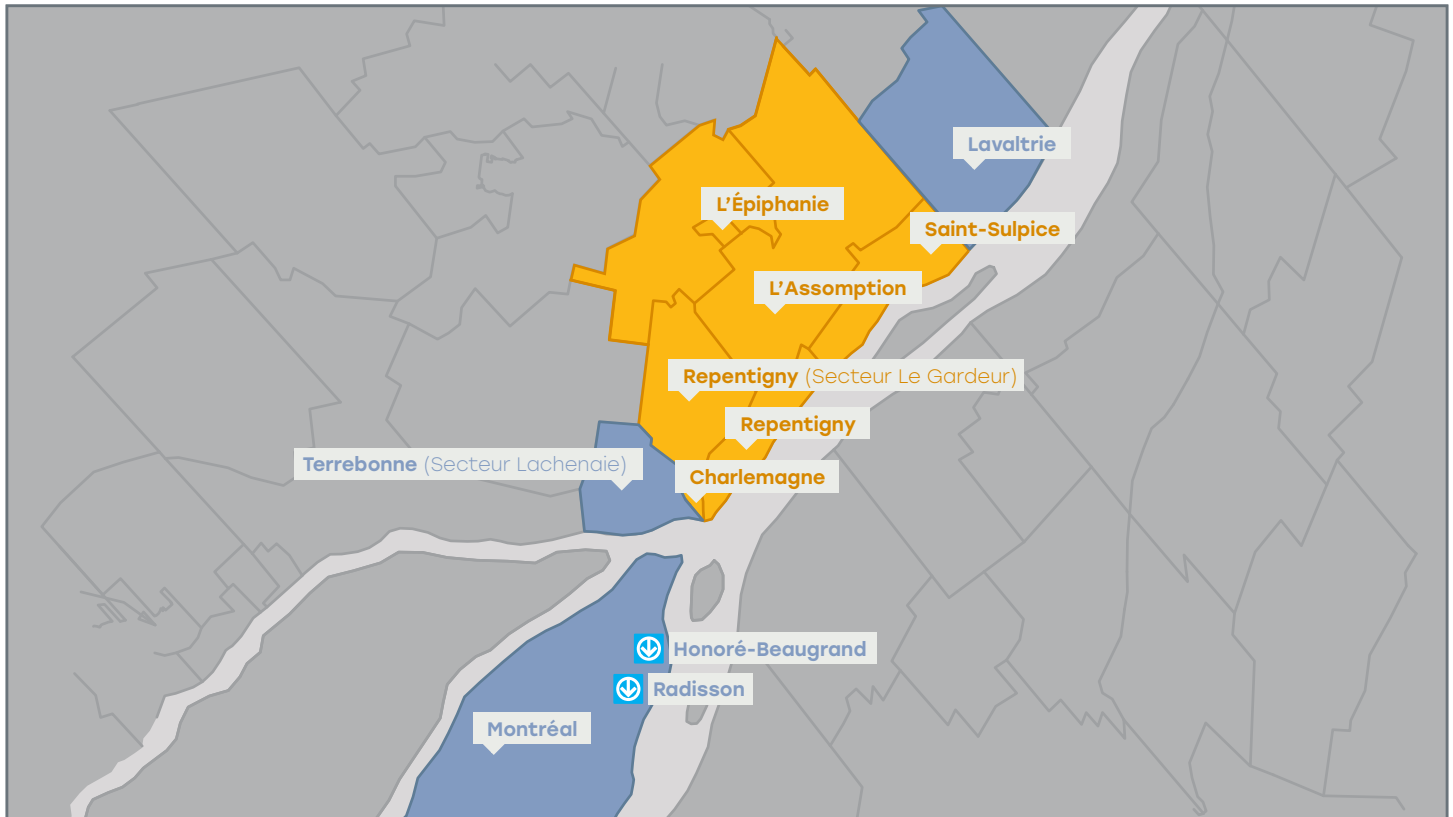 Lavaltrie
L'Épiphanie
Saint-Sulpice
L'Assomption
Repentigny (Secteur Le Gardeur)
Repentigny
Terrebonne (Secteur Lachenaie)
Charlemagne
Honoré-Beaugrand
Radisson
Montréal